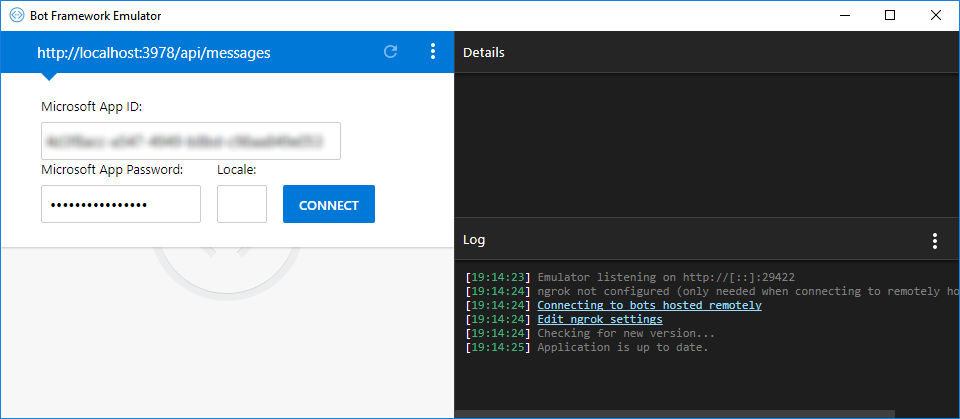 Bot Framework Emulator
http://localhost:3978/api/messages
Microsoft App ID:
Microsoft App Password:
Locale:
••••••••••••••••
CONNECT
Details
Log
[19:14:23] Emulator listening on http://[::]:29422
[19:14:24] ngrok not configured (only needed when connecting to remotely ho
[19:14:24] Connecting to bots hosted remotely
[19:14:24] Edit ngrok settings
[19:14:24] Checking for new version...
[19:14:25] Application is up to date.